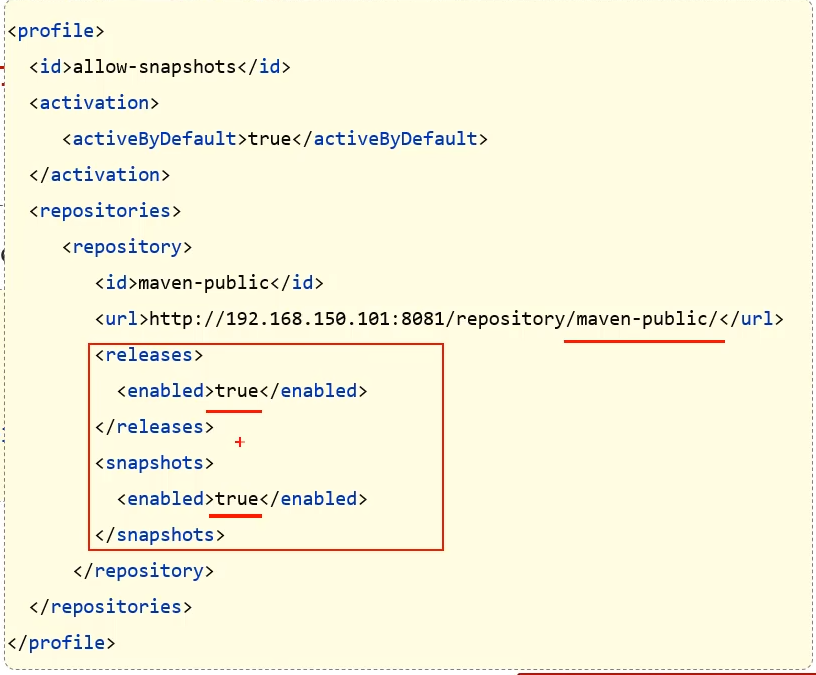 <profile>
<id>allow-snapshots</id>
<activation>
<activeByDefault>true</activeByDefault>
</activation>
<repositories>
<repository>
<id>maven-public</id>
<url>http://192.168.150.101:8081/repository/maven-public/</url>
<releases>
<enabled>true</enabled>
</releases>
<snapshots>
<enabled>true</enabled>
</snapshots>
</repository>
</repositories>
</profile>